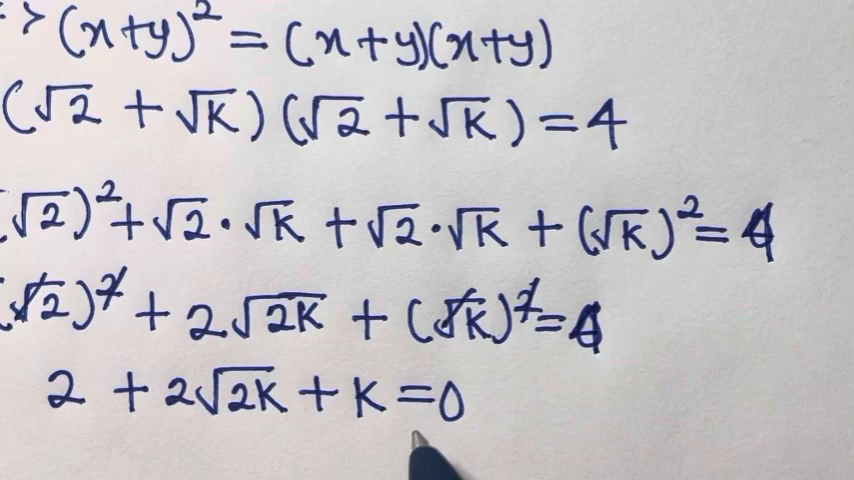 > (x+y)² = (x+y)(x+y)
(√2 + √K) (√2 + √K) = 4
(√2)² + √2 · √K + √2 · √K + (√K)² = 4
(√2)² + 2√2K + (√K)² = 4
2 + 2√2K + K = 0